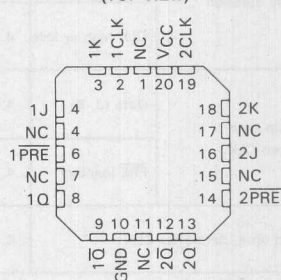 (TOP VIEW)
1K
1CLK
NC
VCC
2CLK
3 2 1 20 19
1J 4
NC 4
1PRE 6
NC 7
1Q 8
18 2K
17 NC
16 2J
15 NC
14 2PRE
9 10 11 12 13
1Q
GND
NC
2Q
2Q